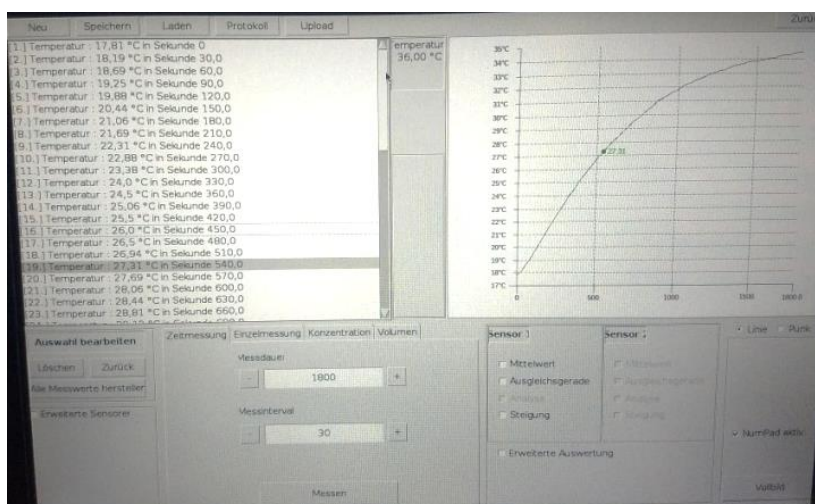 Neu Speichern Laden Protokoll Upload
[1.] Temperatur : 17,81 °C in Sekunde 0
[2.] Temperatur : 18,19 °C in Sekunde 30,0
[3.] Temperatur : 18,69 °C in Sekunde 60,0
[4.] Temperatur : 19,25 °C in Sekunde 90,0
[5.] Temperatur : 19,88 °C in Sekunde 120,0
[6.] Temperatur : 20,44 °C in Sekunde 150,0
[7.] Temperatur : 21,06 °C in Sekunde 180,0
[8.] Temperatur : 21,69 °C in Sekunde 210,0
[9.] Temperatur : 22,31 °C in Sekunde 240,0
[10.] Temperatur : 22,88 °C in Sekunde 270,0
[11.] Temperatur : 23,38 °C in Sekunde 300,0
[12.] Temperatur : 24,0 °C in Sekunde 330,0
[13.] Temperatur : 24,5 °C in Sekunde 360,0
[14.] Temperatur : 25,06 °C in Sekunde 390,0
[15.] Temperatur : 25,5 °C in Sekunde 420,0
[16.] Temperatur : 26,0 °C in Sekunde 450,0
[17.] Temperatur : 26,5 °C in Sekunde 480,0
[18.] Temperatur : 26,94 °C in Sekunde 510,0
[19.] Temperatur : 27,31 °C in Sekunde 540,0
[20.] Temperatur : 27,69 °C in Sekunde 570,0
[21.] Temperatur : 28,06 °C in Sekunde 600,0
[22.] Temperatur : 28,44 °C in Sekunde 630,0
[23.] Temperatur : 28,81 °C in Sekunde 660,0
emperatur
36,00 °C
35°C
34°C
33°C
32°C
31°C
30°C
29°C
28°C
27°C
26°C
25°C
24°C
23°C
22°C
21°C
20°C
19°C
18°C
17°C
27,31
0 500 1000 1500 1800.0
Auswahl bearbeiten
Löschen Zurück
Alle Messwerte hersteller
Erweiterte Sensoren
Zeitmessung Einzelmessung Konzentration Volumen
Messdauer
- 1800 +
Messinterval
- 30 +
Messen
Sensor 1
Mittelwert
Ausgleichsgerade
Analyse
Steigung
Erweiterte Auswertung
Sensor
Mittelwert
Ausgleichsgerade
Analyse
Steigung
Linie Punk
NumPad aktiv
Vollbild